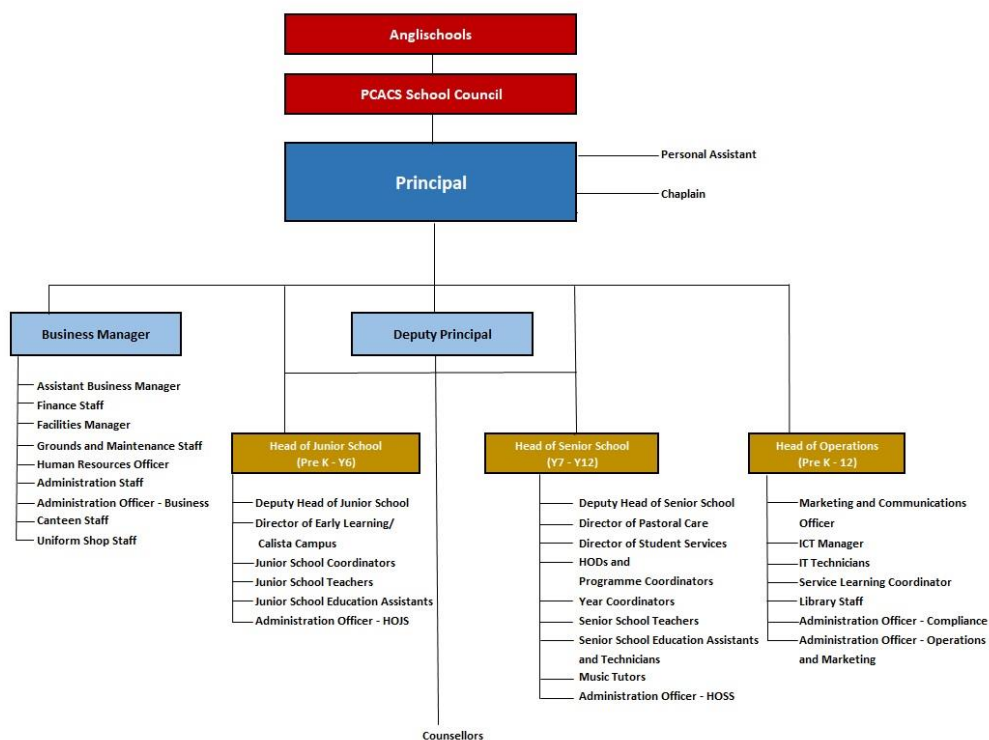 Anglischools
PCACS School Council
Principal
Personal Assistant
Chaplain
Business Manager
Assistant Business Manager
Finance Staff
Facilities Manager
Grounds and Maintenance Staff
Human Resources Officer
Administration Staff
Administration Officer - Business
Canteen Staff
Uniform Shop Staff
Deputy Principal
Head of Junior School
(Pre K - Y6)
Deputy Head of Junior School
Director of Early Learning/
Calista Campus
Junior School Coordinators
Junior School Teachers
Junior School Education Assistants
Administration Officer - HOJS
Head of Senior School
(Y7 - Y12)
Deputy Head of Senior School
Director of Pastoral Care
Director of Student Services
HODs and
Programme Coordinators
Year Coordinators
Senior School Teachers
Senior School Education Assistants
and Technicians
Music Tutors
Administration Officer - HOSS
Head of Operations
(Pre K - 12)
Marketing and Communications
Officer
ICT Manager
IT Technicians
Service Learning Coordinator
Library Staff
Administration Officer - Compliance
Administration Officer - Operations
and Marketing
Counsellors